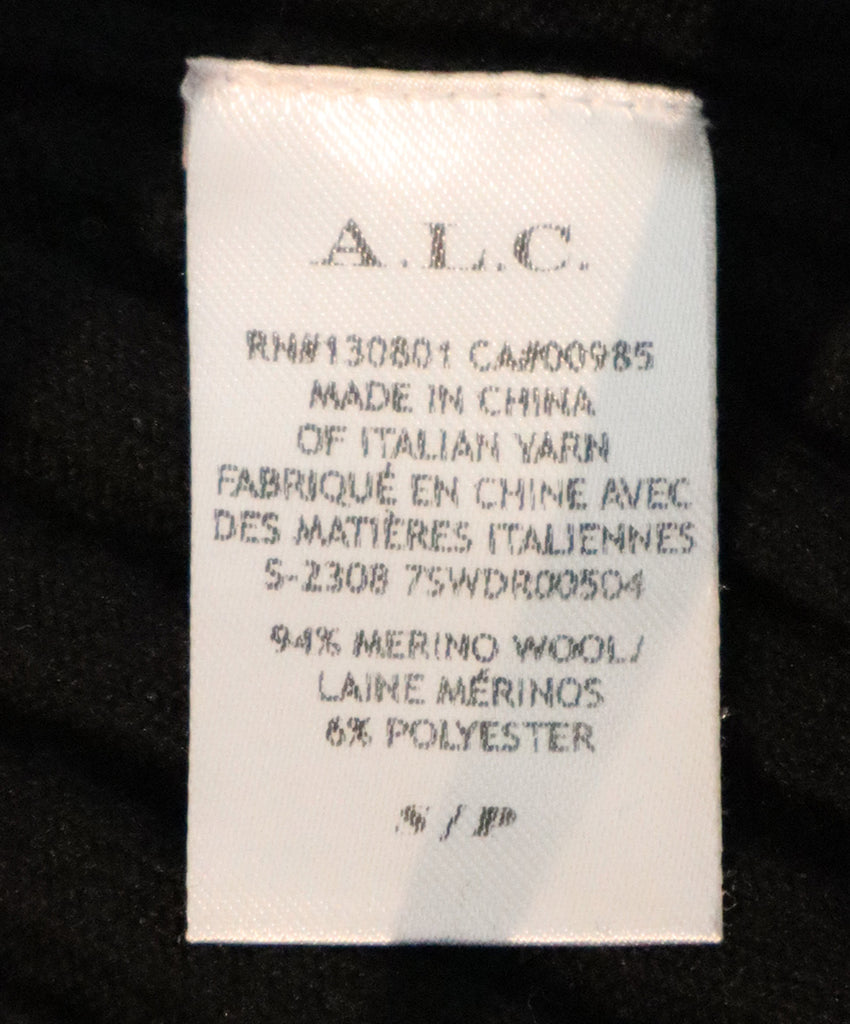 A.L.C.
RN#130801 CA#00985
MADE IN CHINA
OF ITALIAN YARN
FABRIQUÉ EN CHINE AVEC
DES MATIÈRES ITALIENNES
S-2308 7SWDR00504
94% MERINO WOOL/
LAINE MÉRINOS
6% POLYESTER
S / P